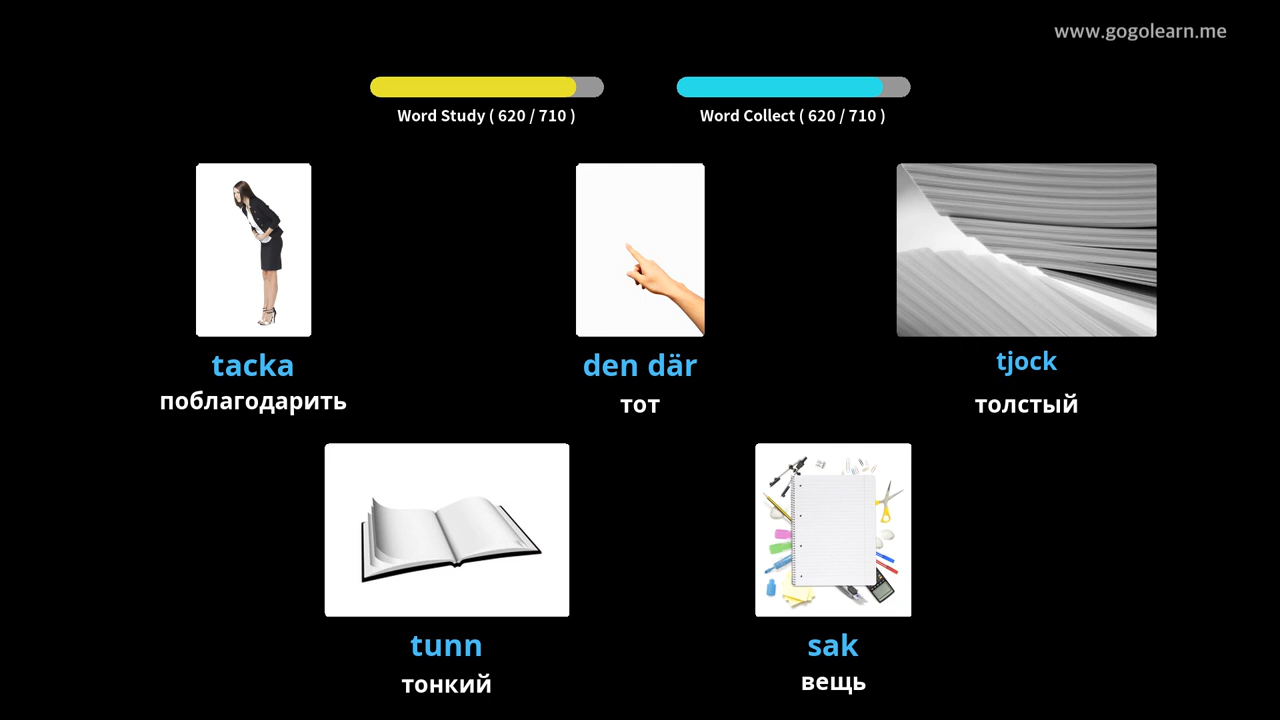 www.gogolearn.me
Word Study ( 620 / 710 )
Word Collect ( 620 / 710 )
tacka
поблагодарить
den där
тот
tjock
толстый
tunn
тонкий
sak
вещь